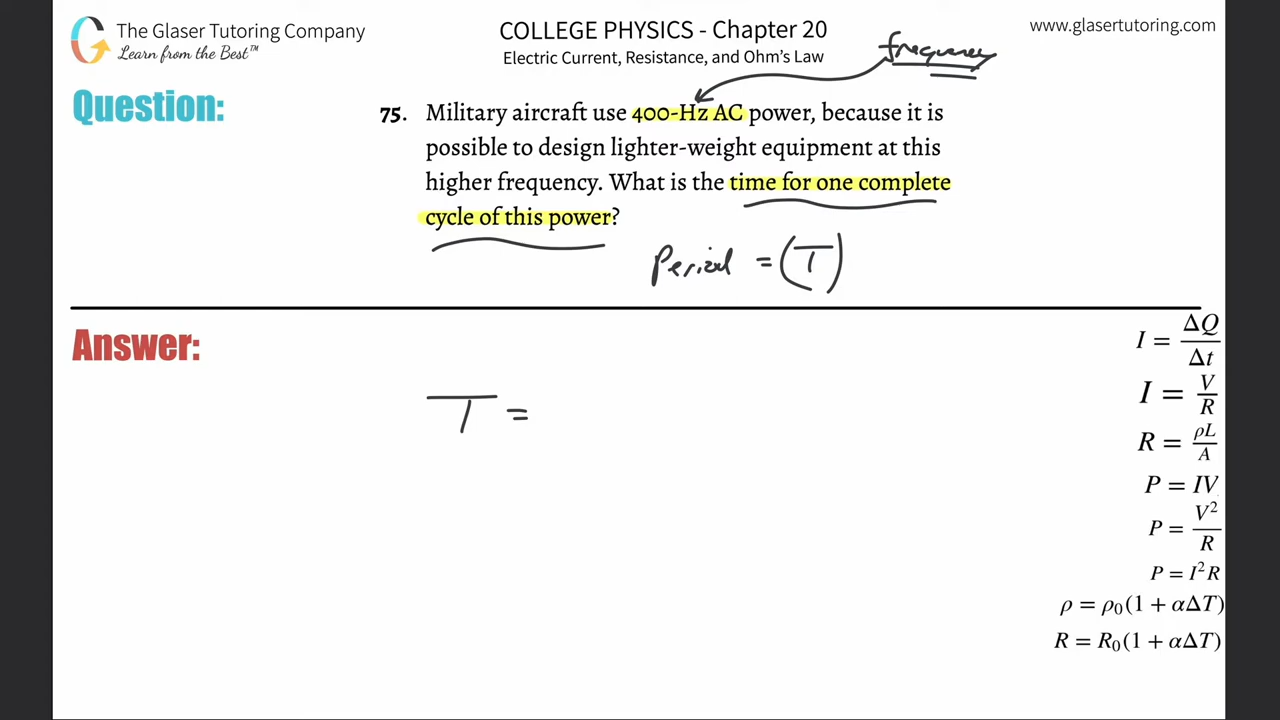 The Glaser Tutoring Company
Learn from the Best™
COLLEGE PHYSICS - Chapter 20
Electric Current, Resistance, and Ohm's Law
www.glasertutoring.com
frequency
Question:
75. Military aircraft use 400-Hz AC power, because it is
possible to design lighter-weight equipment at this
higher frequency. What is the time for one complete
cycle of this power?
Period = (T)
Answer:
T =
I = ΔQ/Δt
I = V/R
R = ρL/A
P = IV
P = V²/R
P = I²R
ρ = ρ₀(1 + αΔT)
R = R₀(1 + αΔT)